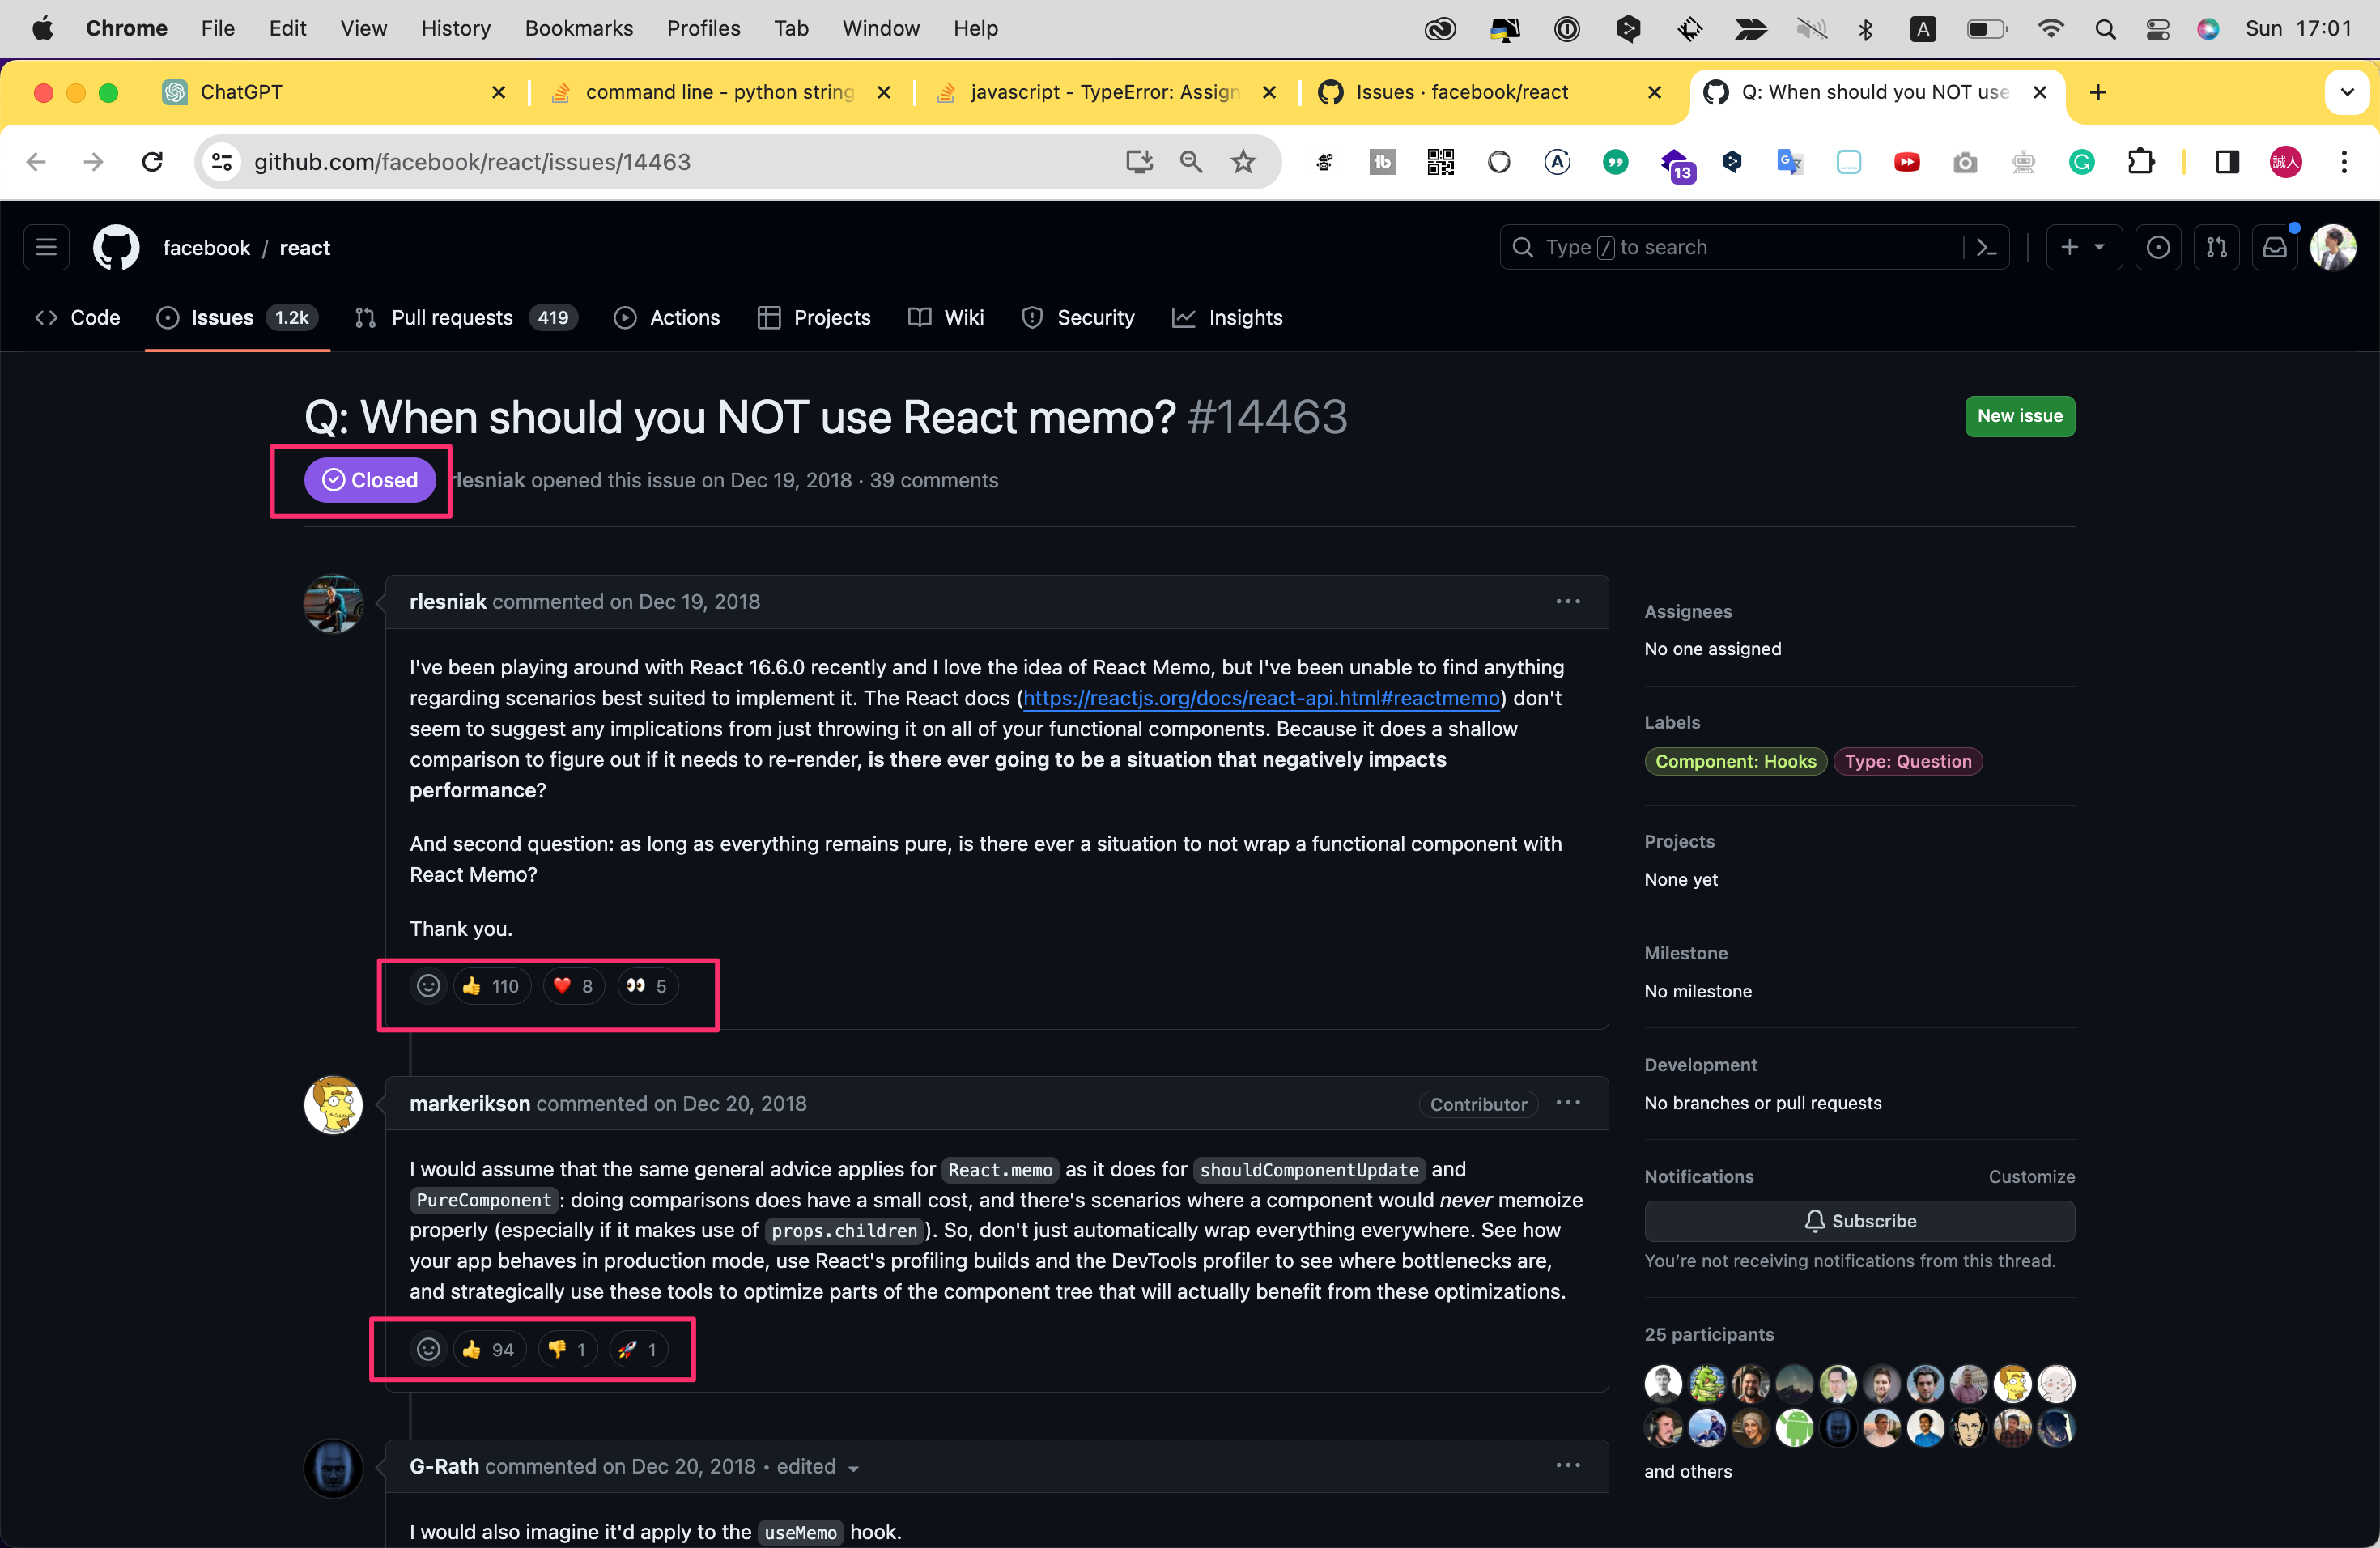 Chrome File Edit View History Bookmarks Profiles Tab Window Help A Sun 17:01
ChatGPT command line - python string javascript - TypeError: Assign Issues · facebook/react Q: When should you NOT use
github.com/facebook/react/issues/14463 tb A 13 誠人
facebook / react Type / to search
Code Issues 1.2k Pull requests 419 Actions Projects Wiki Security Insights
Q: When should you NOT use React memo? #14463 New issue
Closed rlesniak opened this issue on Dec 19, 2018 · 39 comments
rlesniak commented on Dec 19, 2018
I've been playing around with React 16.6.0 recently and I love the idea of React Memo, but I've been unable to find anything
regarding scenarios best suited to implement it. The React docs (https://reactjs.org/docs/react-api.html#reactmemo) don't
seem to suggest any implications from just throwing it on all of your functional components. Because it does a shallow
comparison to figure out if it needs to re-render, is there ever going to be a situation that negatively impacts
performance?
And second question: as long as everything remains pure, is there ever a situation to not wrap a functional component with
React Memo?
Thank you.
👍 110 ❤️ 8 👀 5
markerikson commented on Dec 20, 2018 Contributor
I would assume that the same general advice applies for React.memo as it does for shouldComponentUpdate and
PureComponent: doing comparisons does have a small cost, and there's scenarios where a component would never memoize
properly (especially if it makes use of props.children). So, don't just automatically wrap everything everywhere. See how
your app behaves in production mode, use React's profiling builds and the DevTools profiler to see where bottlenecks are,
and strategically use these tools to optimize parts of the component tree that will actually benefit from these optimizations.
👍 94 👎 1 🚀 1
G-Rath commented on Dec 20, 2018 • edited
I would also imagine it'd apply to the useMemo hook.
Assignees
No one assigned
Labels
Component: Hooks Type: Question
Projects
None yet
Milestone
No milestone
Development
No branches or pull requests
Notifications Customize
Subscribe
You're not receiving notifications from this thread.
25 participants
and others